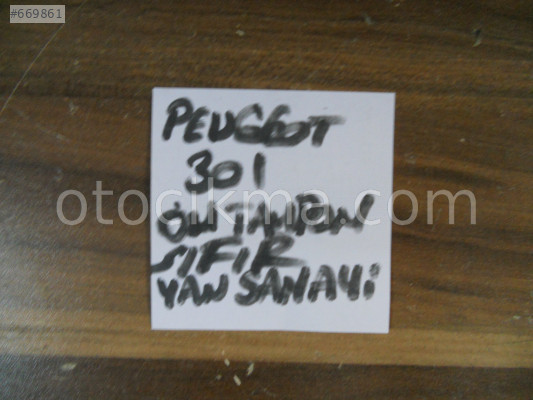 #669861
PEUGEOT
301
ÖN TAMPON
otocikma.com
SIFIR
YAN SANAYi